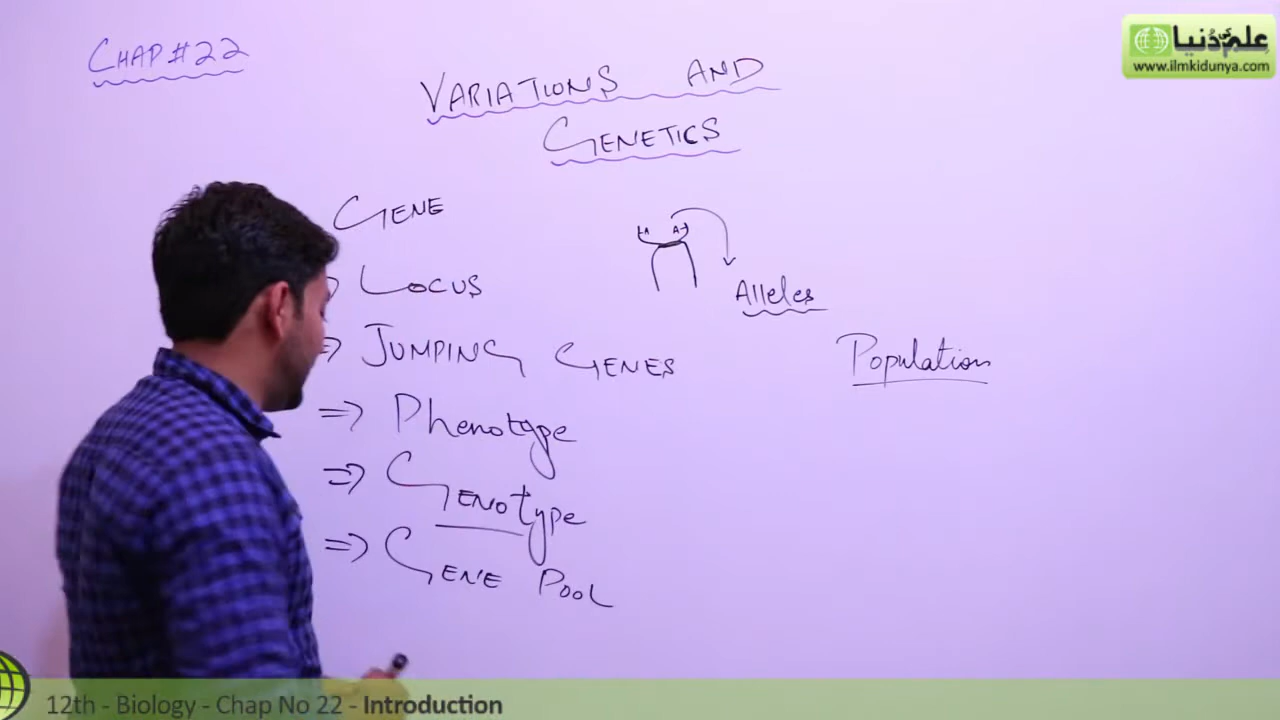 CHAP # 22
علم کی دُنیا
www.ilmkidunya.com
VARIATIONS AND
GENETICS
GENE
A A
⇒ LOCUS
Alleles
⇒ JUMPING GENES
Population
⇒ Phenotype
⇒ GENOtype
⇒ GENE POOL
12th - Biology - Chap No 22 - Introduction